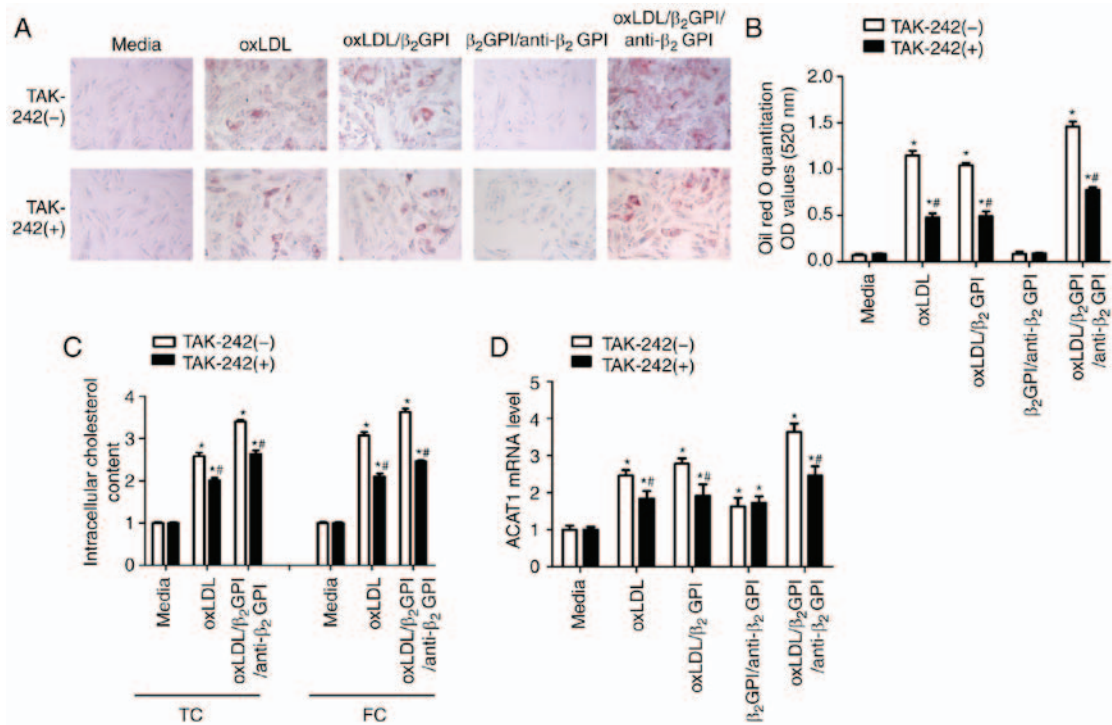 A
Media
oxLDL
oxLDL/β₂GPI
β₂GPI/anti-β₂ GPI
oxLDL/β₂GPI/
anti-β₂ GPI
TAK-
242(−)
TAK-
242(+)
B
TAK-242(−)
TAK-242(+)
Oil red O quantitation
OD values (520 nm)
2.0
1.5
1.0
0.5
0.0
*
*#
*
*#
*
*#
Media
oxLDL
oxLDL/β₂ GPI
β₂GPI/anti-β₂ GPI
oxLDL/β₂GPI
/anti-β₂ GPI
C
TAK-242(−)
TAK-242(+)
Intracellular cholesterol
content
4
3
2
1
0
*
*#
*
*#
*
*#
*
*#
Media
oxLDL
oxLDL/β₂GPI
/anti-β₂ GPI
Media
oxLDL
oxLDL/β₂GPI
/anti-β₂ GPI
TC
FC
D
TAK-242(−)
TAK-242(+)
ACAT1 mRNA level
5
4
3
2
1
0
*
*#
*
*#
*
*
*
*#
Media
oxLDL
oxLDL/β₂ GPI
β₂GPI/anti-β₂ GPI
oxLDL/β₂GPI
/anti-β₂ GPI